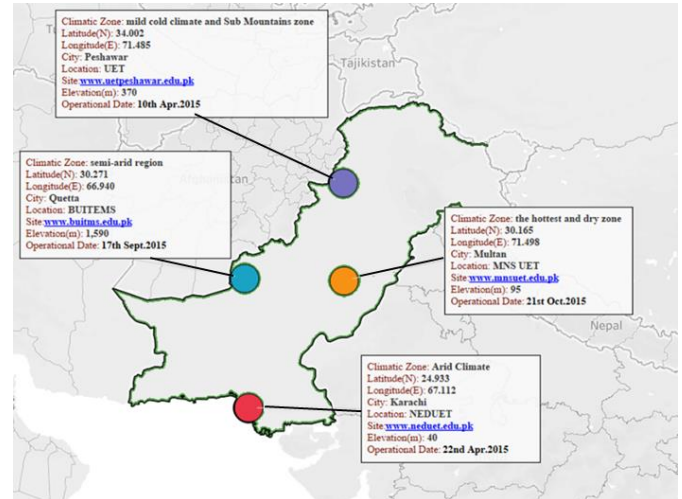 Climatic Zone: mild cold climate and Sub Mountains zone
Latitude(N): 34.002
Longitude(E): 71.485
City: Peshawar
Location: UET
Site:www.uetpeshawar.edu.pk
Elevation(m): 370
Operational Date: 10th Apr.2015
Tajikistan
Climatic Zone: semi-arid region
Latitude(N): 30.271
Longitude(E): 66.940
City: Quetta
Location: BUITEMS
Site:www.buitms.edu.pk
Elevation(m): 1,590
Operational Date: 17th Sept.2015
Afghanistan
Climatic Zone: the hottest and dry zone
Latitude(N): 30.165
Longitude(E): 71.498
City: Multan
Location: MNS UET
Site:www.mnsuet.edu.pk
Elevation(m): 95
Operational Date: 21st Oct.2015
Nepal
Climatic Zone: Arid Climate
Latitude(N): 24.933
Longitude(E): 67.112
City: Karachi
Location: NEDUET
Site:www.neduet.edu.pk
Elevation(m): 40
Operational Date: 22nd Apr.2015